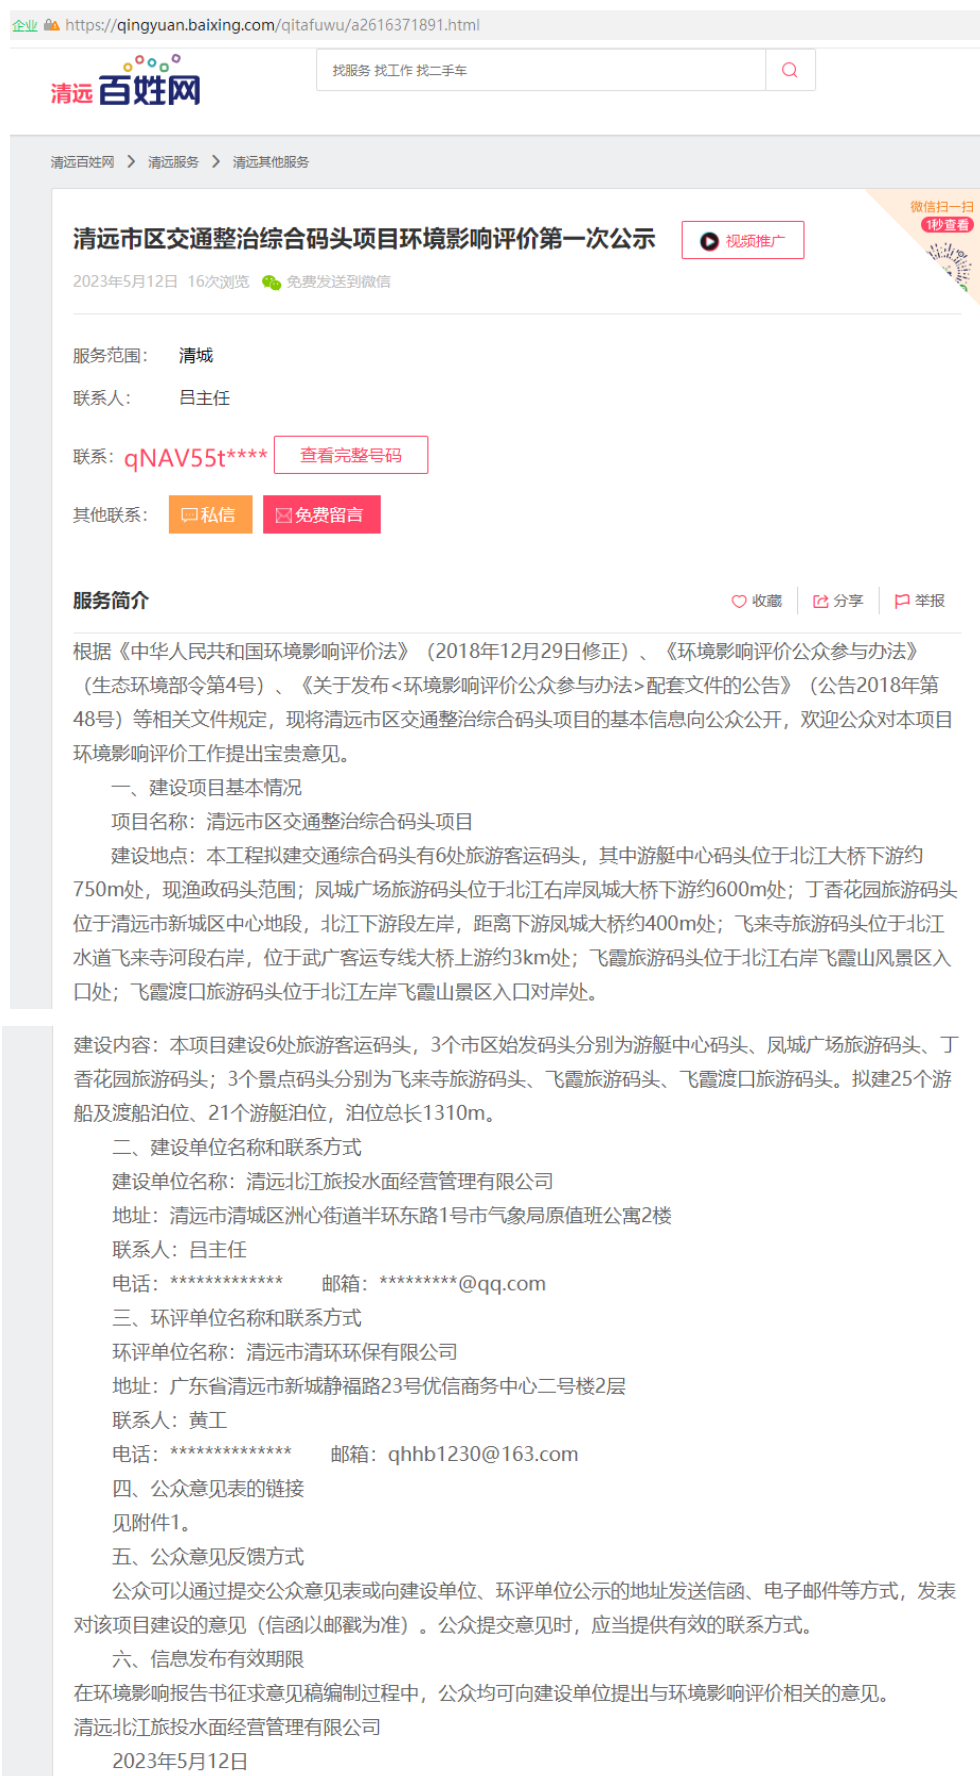 企业 https://qingyuan.baixing.com/qitafuwu/a2616371891.html
清远 百姓网
找服务 找工作 找二手车
清远百姓网 > 清远服务 > 清远其他服务
微信扫一扫
1秒查看
清远市区交通整治综合码头项目环境影响评价第一次公示 视频推广
2023年5月12日 16次浏览 免费发送到微信
服务范围： 清城
联系人： 吕主任
联系：qNAV55t**** 查看完整号码
其他联系： 私信 免费留言
服务简介 收藏 分享 举报
根据《中华人民共和国环境影响评价法》（2018年12月29日修正）、《环境影响评价公众参与办法》
（生态环境部令第4号）、《关于发布<环境影响评价公众参与办法>配套文件的公告》（公告2018年第
48号）等相关文件规定，现将清远市区交通整治综合码头项目的基本信息向公众公开，欢迎公众对本项目
环境影响评价工作提出宝贵意见。
一、建设项目基本情况
项目名称：清远市区交通整治综合码头项目
建设地点：本工程拟建交通综合码头有6处旅游客运码头，其中游艇中心码头位于北江大桥下游约
750m处，现渔政码头范围；凤城广场旅游码头位于北江右岸凤城大桥下游约600m处；丁香花园旅游码头
位于清远市新城区中心地段，北江下游段左岸，距离下游凤城大桥约400m处；飞来寺旅游码头位于北江
水道飞来寺河段右岸，位于武广客运专线大桥上游约3km处；飞霞旅游码头位于北江右岸飞霞山风景区入
口处；飞霞渡口旅游码头位于北江左岸飞霞山景区入口对岸处。
建设内容：本项目建设6处旅游客运码头，3个市区始发码头分别为游艇中心码头、凤城广场旅游码头、丁
香花园旅游码头；3个景点码头分别为飞来寺旅游码头、飞霞旅游码头、飞霞渡口旅游码头。拟建25个游
船及渡船泊位、21个游艇泊位，泊位总长1310m。
二、建设单位名称和联系方式
建设单位名称：清远北江旅投水面经营管理有限公司
地址：清远市清城区洲心街道半环东路1号市气象局原值班公寓2楼
联系人：吕主任
电话：************* 邮箱：*********@qq.com
三、环评单位名称和联系方式
环评单位名称：清远市清环环保有限公司
地址：广东省清远市新城静福路23号优信商务中心二号楼2层
联系人：黄工
电话：************** 邮箱：qhhb1230@163.com
四、公众意见表的链接
见附件1。
五、公众意见反馈方式
公众可以通过提交公众意见表或向建设单位、环评单位公示的地址发送信函、电子邮件等方式，发表
对该项目建设的意见（信函以邮戳为准）。公众提交意见时，应当提供有效的联系方式。
六、信息发布有效期限
在环境影响报告书征求意见稿编制过程中，公众均可向建设单位提出与环境影响评价相关的意见。
清远北江旅投水面经营管理有限公司
2023年5月12日